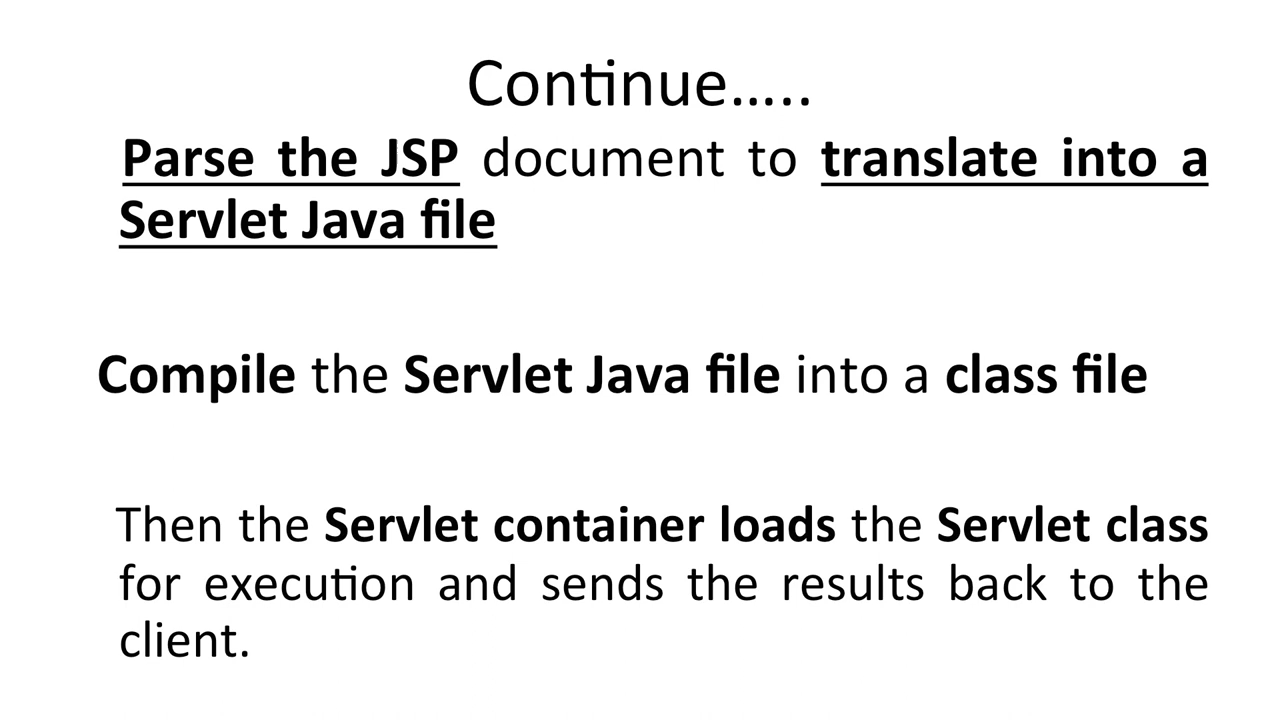 Continue…..
Parse the JSP document to translate into a
Servlet Java file
Compile the Servlet Java file into a class file
Then the Servlet container loads the Servlet class
for execution and sends the results back to the
client.